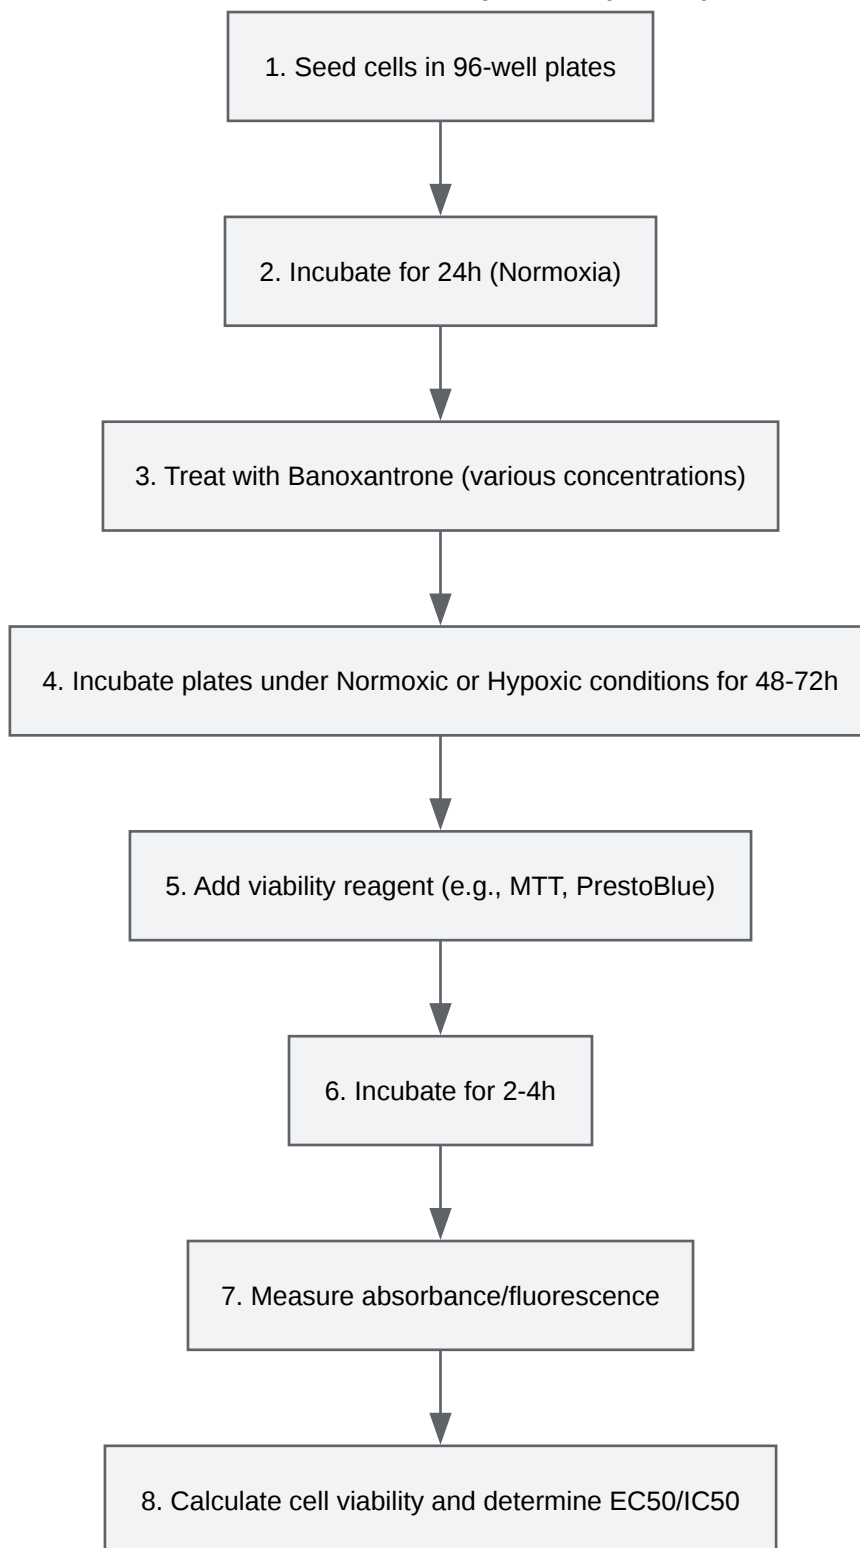 1. Seed cells in 96-well plates
2. Incubate for 24h (Normoxia)
3. Treat with Banoxantrone (various concentrations)
4. Incubate plates under Normoxic or Hypoxic conditions for 48-72h
5. Add viability reagent (e.g., MTT, PrestoBlue)
6. Incubate for 2-4h
7. Measure absorbance/fluorescence
8. Calculate cell viability and determine EC50/IC50